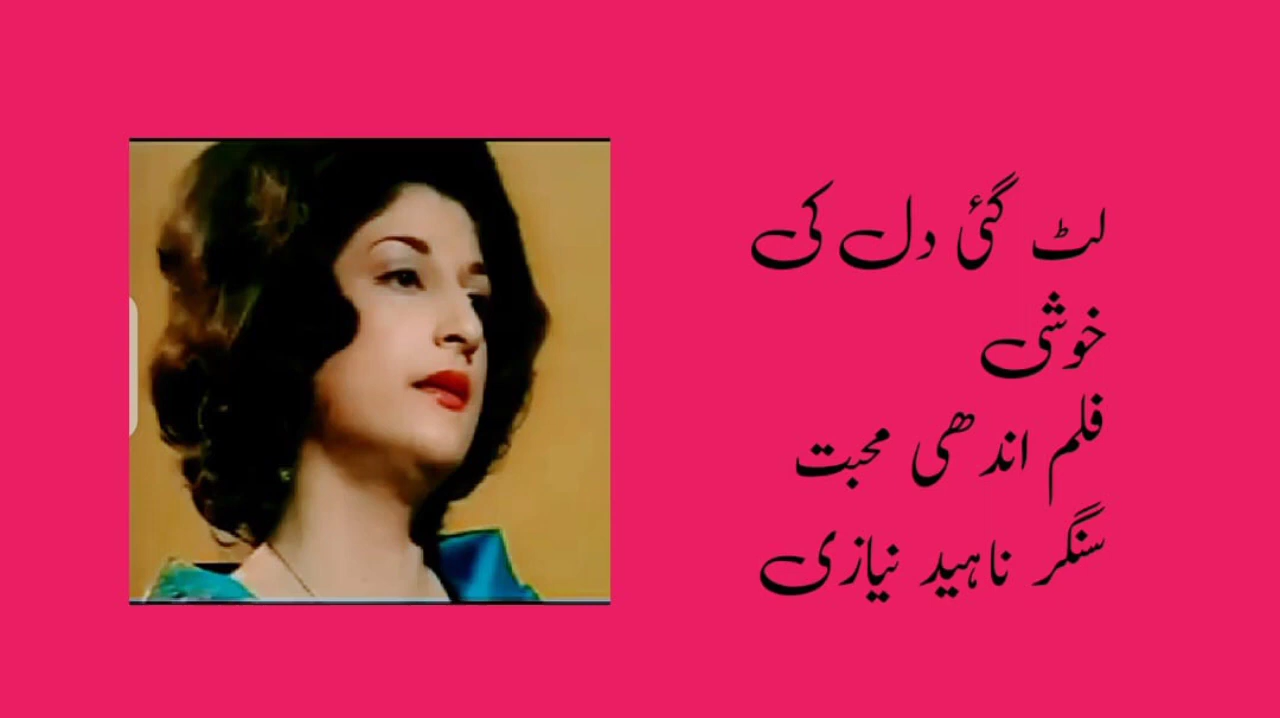 لٹ گئی دل کی
خوشی
فلم اندھی محبت
سنگر ناہید نیازی